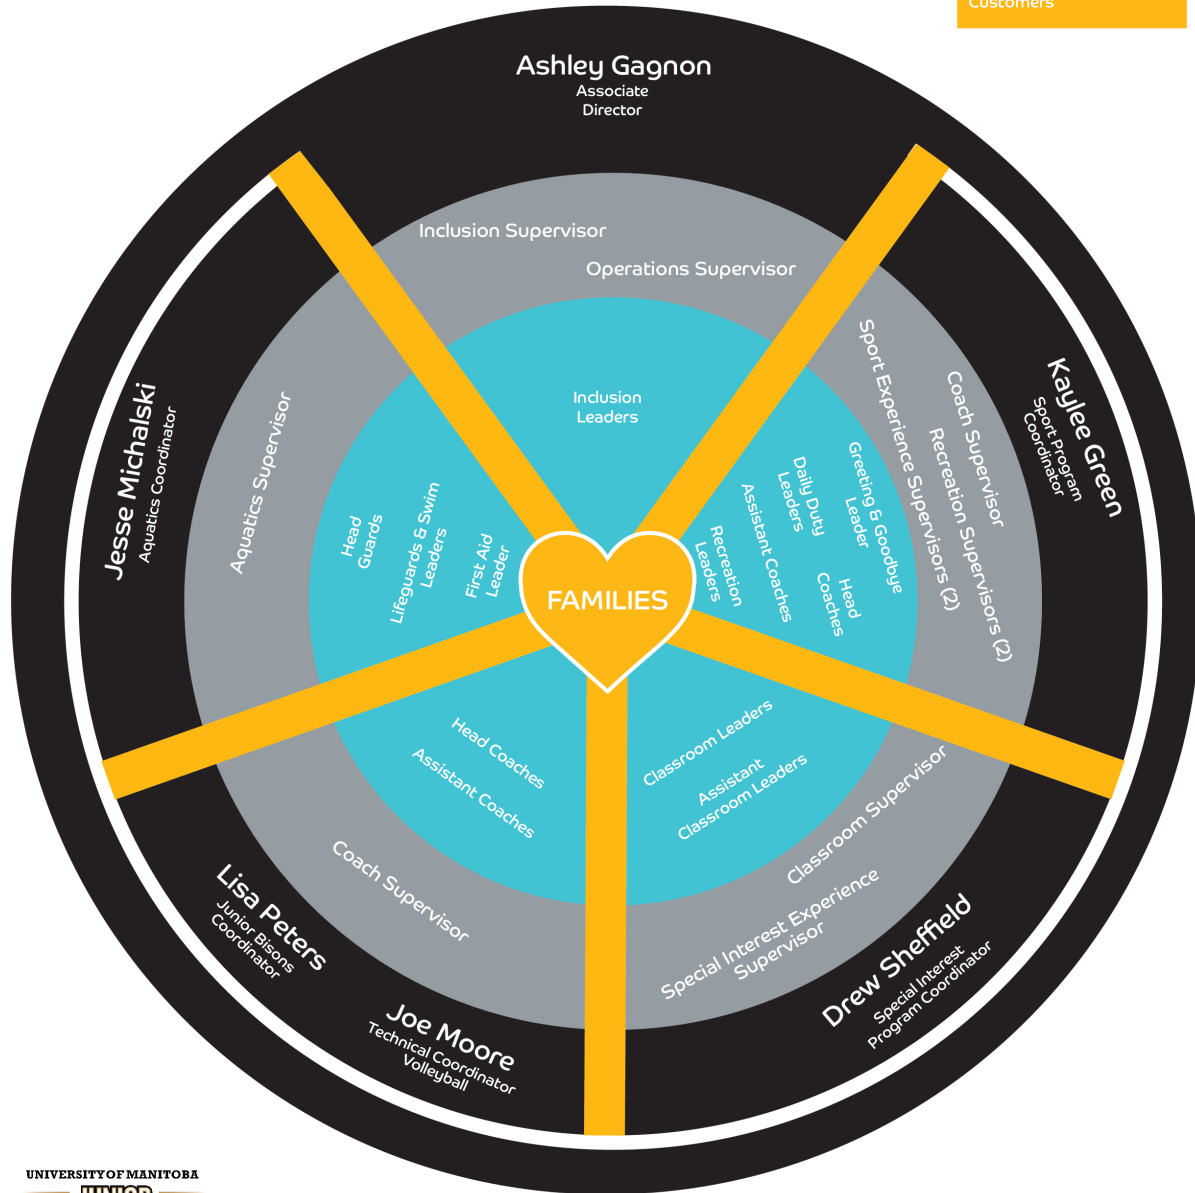 Customers
Ashley Gagnon
Associate
Director
Inclusion Supervisor
Operations Supervisor
Inclusion
Leaders
Kaylee Green
Sport Program
Coordinator
Coach Supervisor
Recreation Supervisors (2)
Sport Experience Supervisors (2)
Greeting & Goodbye
Leader
Daily Duty
Leaders
Head
Coaches
Assistant Coaches
Recreation
Leaders
Jesse Michalski
Aquatics Coordinator
Aquatics Supervisor
Head
Guards
Lifeguards & Swim
Leaders
First Aid
Leader
FAMILIES
Head Coaches
Assistant Coaches
Coach Supervisor
Lisa Peters
Junior Bisons
Coordinator
Joe Moore
Technical Coordinator
Volleyball
Classroom Leaders
Assistant
Classroom Leaders
Classroom Supervisor
Special Interest Experience
Supervisor
Drew Sheffield
Special Interest
Program Coordinator
UNIVERSITY OF MANITOBA
JUNIOR